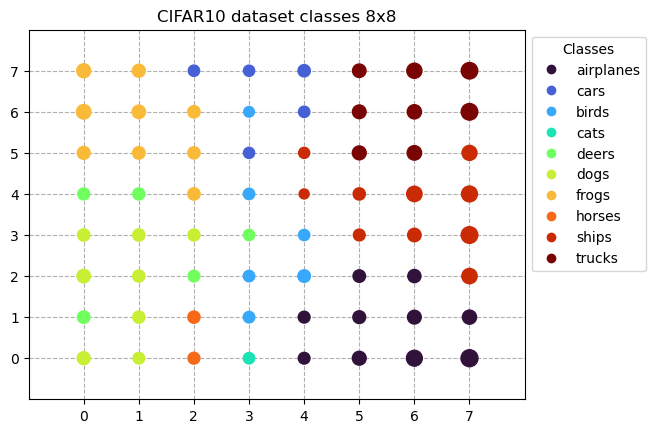 CIFAR10 dataset classes 8x8
7
6
5
4
3
2
1
0
0 1 2 3 4 5 6 7
Classes
airplanes
cars
birds
cats
deers
dogs
frogs
horses
ships
trucks